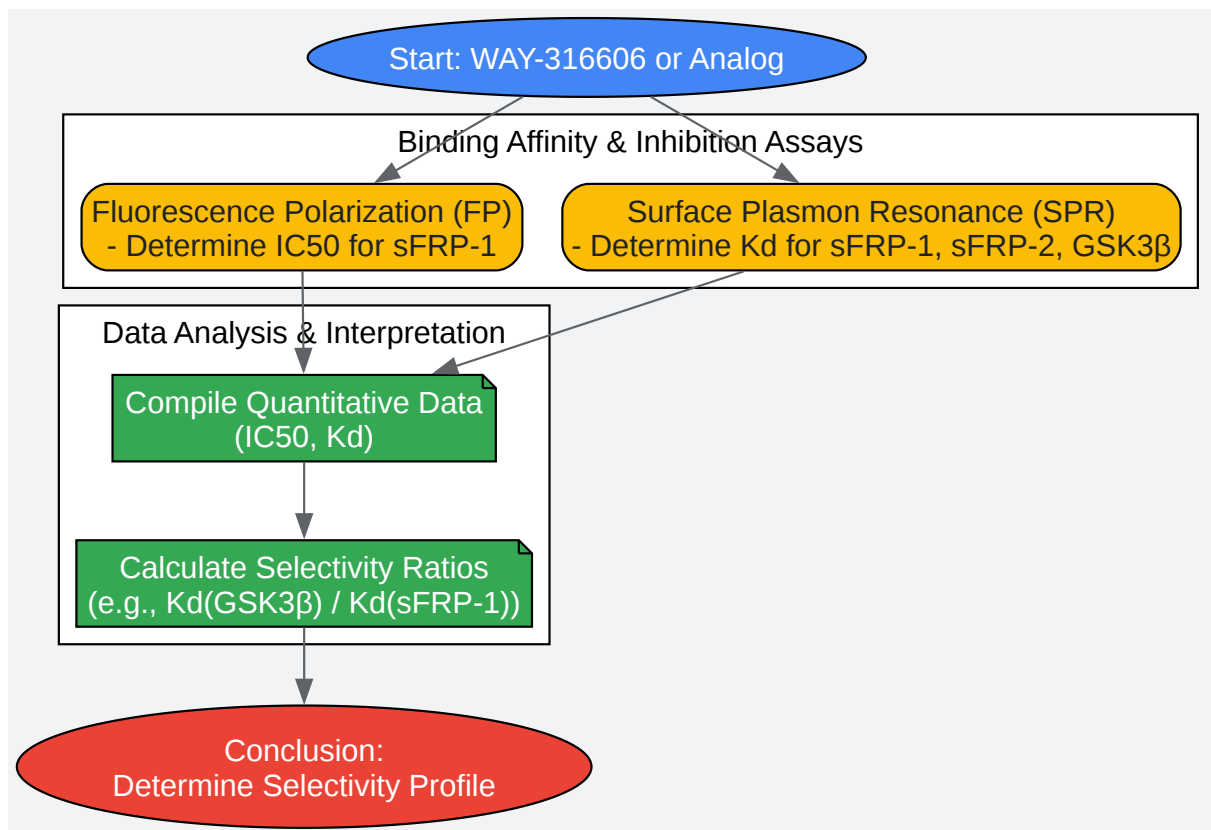 Start: WAY-316606 or Analog
Binding Affinity & Inhibition Assays
Fluorescence Polarization (FP)
- Determine IC50 for sFRP-1
Surface Plasmon Resonance (SPR)
- Determine Kd for sFRP-1, sFRP-2, GSK3β
Data Analysis & Interpretation
Compile Quantitative Data
(IC50, Kd)
Calculate Selectivity Ratios
(e.g., Kd(GSK3β) / Kd(sFRP-1))
Conclusion:
Determine Selectivity Profile